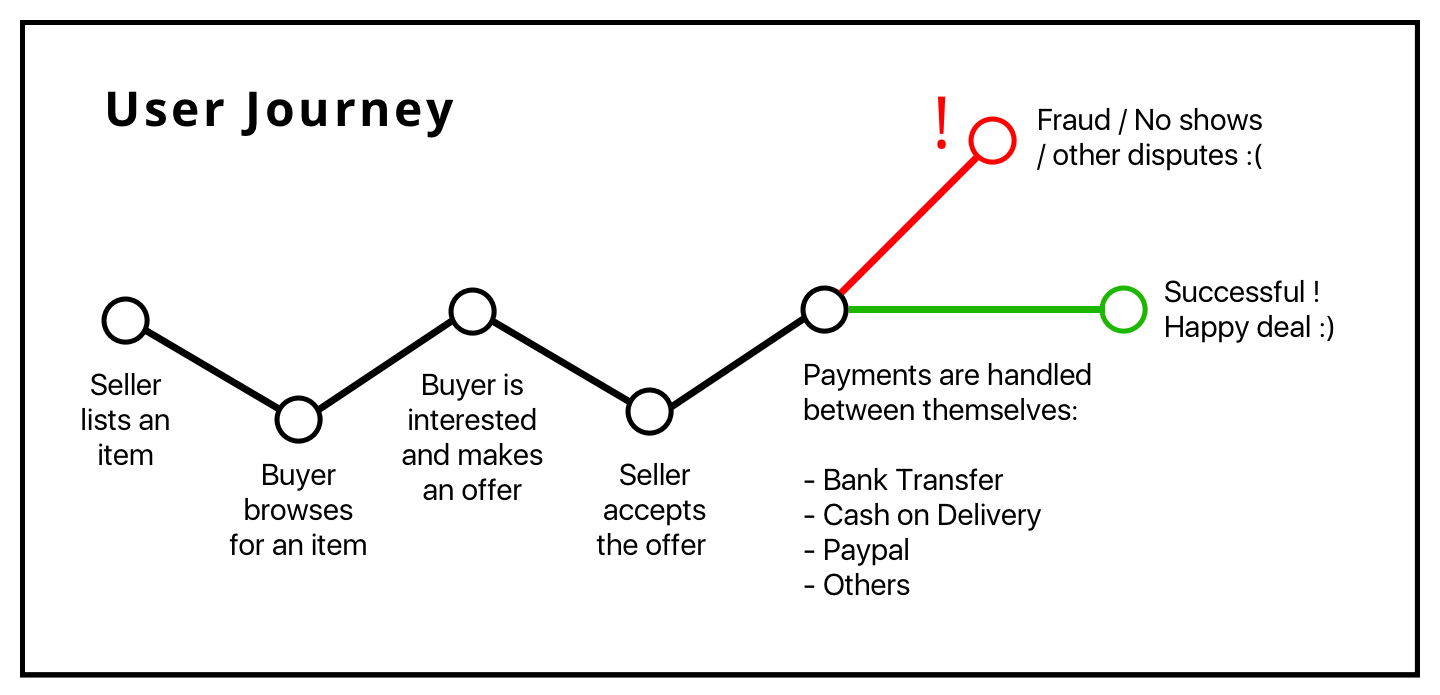 User Journey
!
Fraud / No shows
/ other disputes :(
Successful !
Happy deal :)
Seller
lists an
item
Buyer
browses
for an item
Buyer is
interested
and makes
an offer
Seller
accepts
the offer
Payments are handled
between themselves:
- Bank Transfer
- Cash on Delivery
- Paypal
- Others